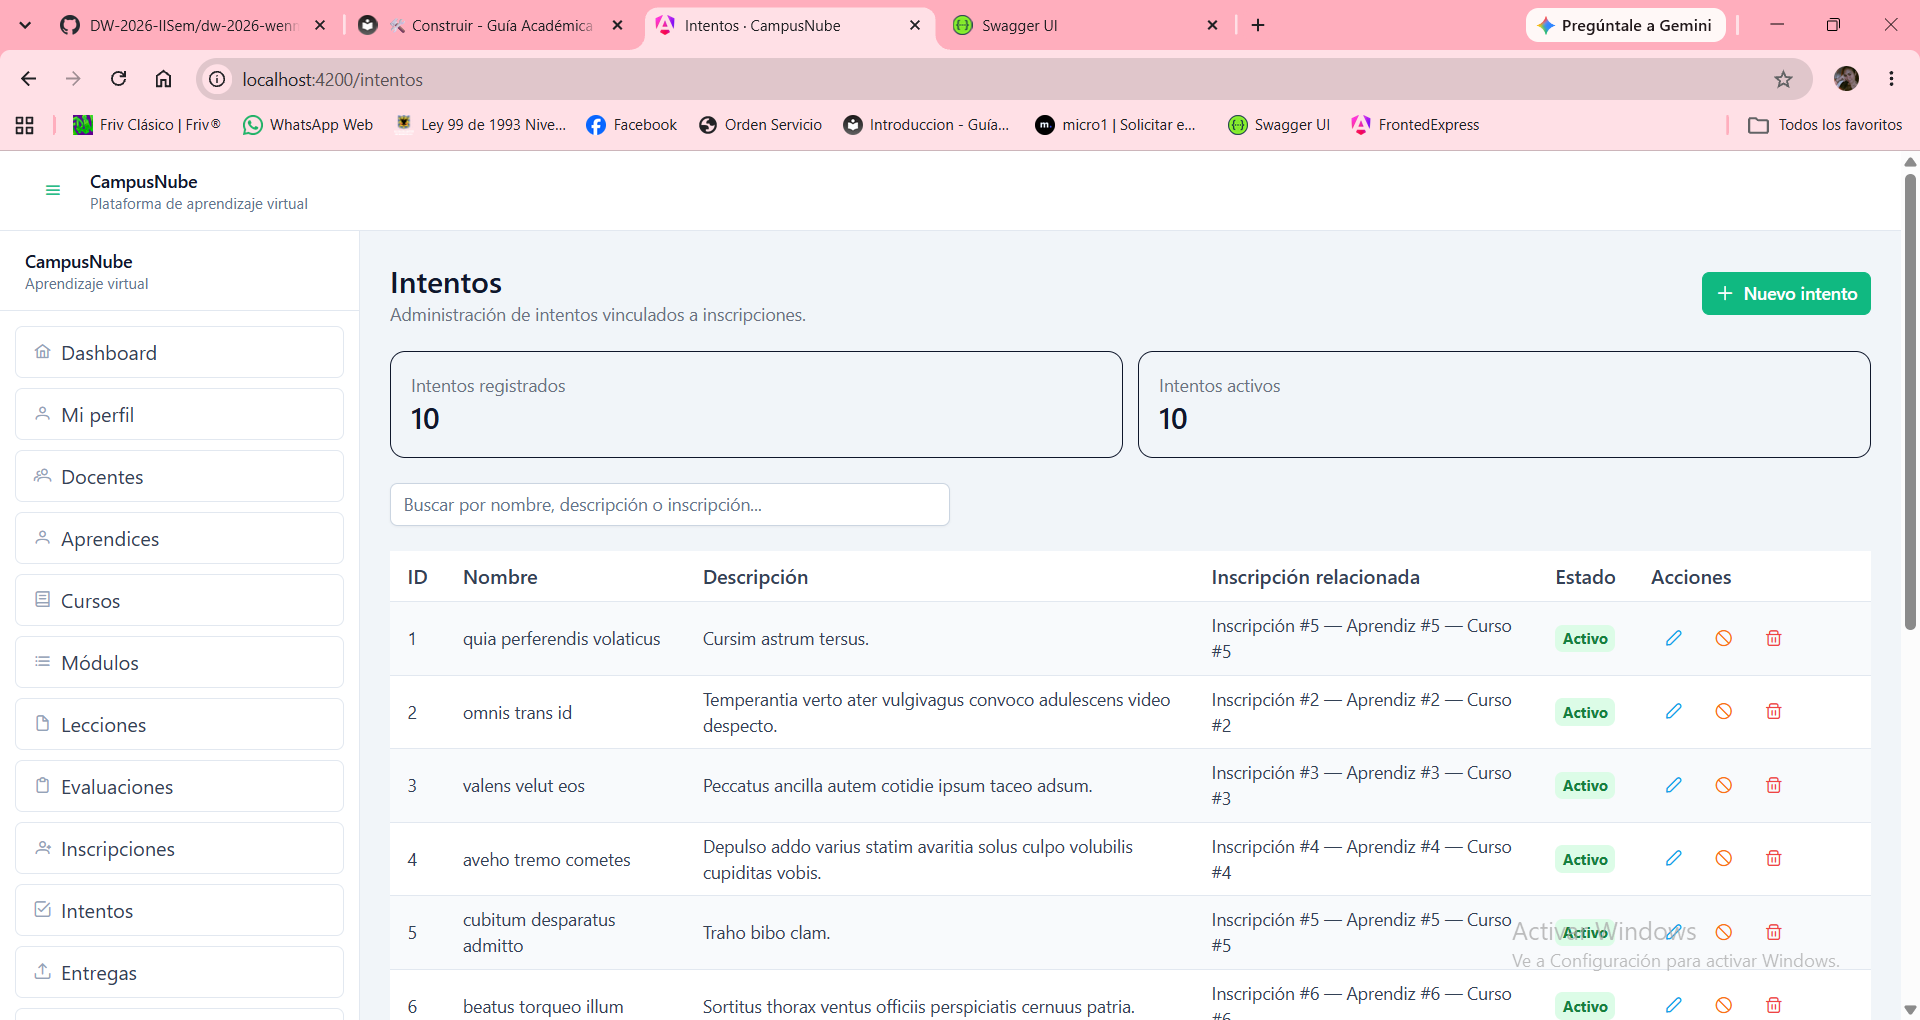 DW-2026-IISem/dw-2026-wenn
Construir - Guía Académica
Intentos · CampusNube
Swagger UI
Pregúntale a Gemini
localhost:4200/intentos
Friv Clásico | Friv®
WhatsApp Web
Ley 99 de 1993 Nive...
Facebook
Orden Servicio
Introduccion - Guía...
micro1 | Solicitar e...
Swagger UI
FrontedExpress
Todos los favoritos
CampusNube
Plataforma de aprendizaje virtual
CampusNube
Aprendizaje virtual
Dashboard
Mi perfil
Docentes
Aprendices
Cursos
Módulos
Lecciones
Evaluaciones
Inscripciones
Intentos
Entregas
Intentos
Administración de intentos vinculados a inscripciones.
+ Nuevo intento
Intentos registrados
10
Intentos activos
10
Buscar por nombre, descripción o inscripción...
ID Nombre Descripción Inscripción relacionada Estado Acciones
1 quia perferendis volaticus Cursim astrum tersus. Inscripción #5 — Aprendiz #5 — Curso
#5 Activo
2 omnis trans id Temperantia verto ater vulgivagus convoco adulescens video
despecto. Inscripción #2 — Aprendiz #2 — Curso
#2 Activo
3 valens velut eos Peccatus ancilla autem cotidie ipsum taceo adsum. Inscripción #3 — Aprendiz #3 — Curso
#3 Activo
4 aveho tremo cometes Depulso addo varius statim avaritia solus culpo volubilis
cupiditas vobis. Inscripción #4 — Aprendiz #4 — Curso
#4 Activo
5 cubitum desparatus
admitto Traho bibo clam. Inscripción #5 — Aprendiz #5 — Curso
#5 Activo
6 beatus torqueo illum Sortitus thorax ventus officiis perspiciatis cernuus patria. Inscripción #6 — Aprendiz #6 — Curso
#6 Activo
Activar Windows
Ve a Configuración para activar Windows.